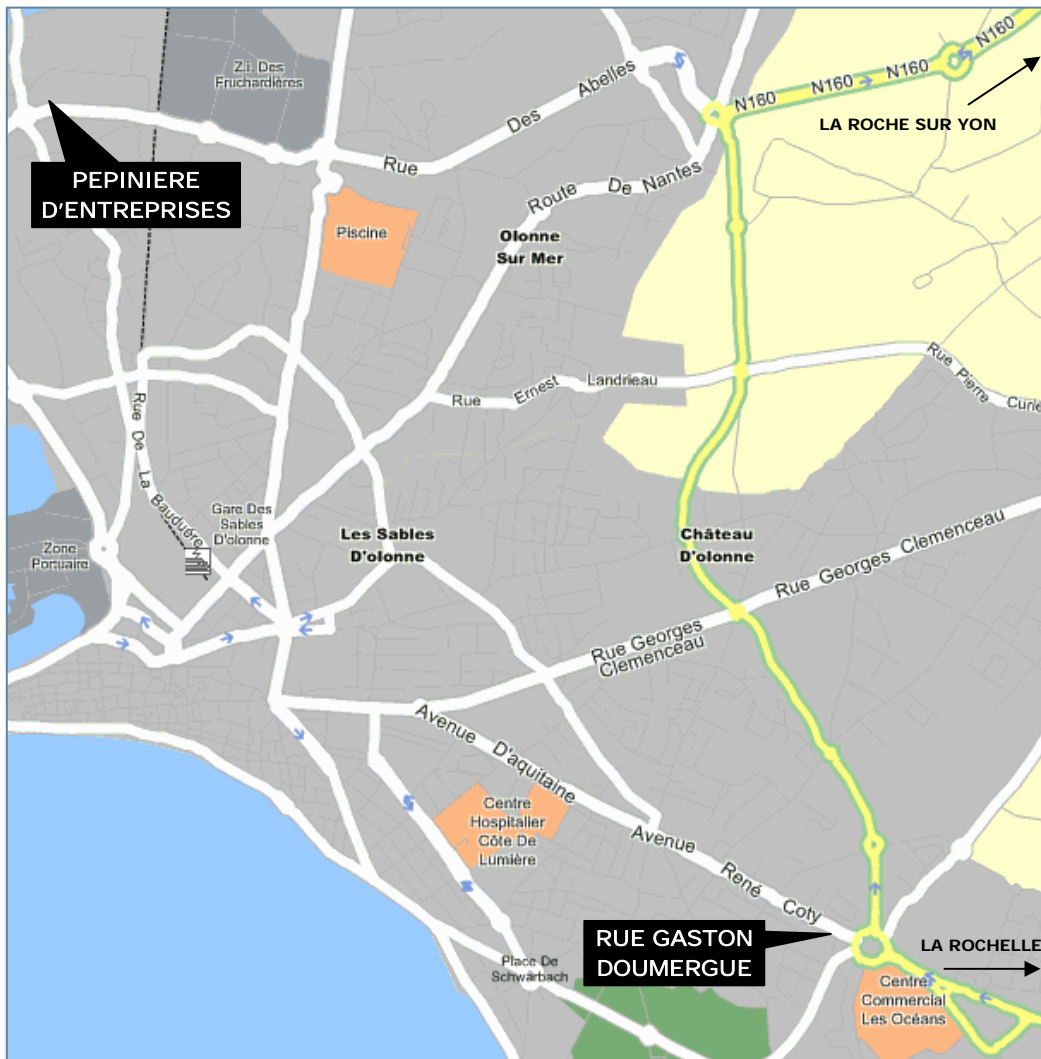 Z.i. Des
Fruchardières
N160
N160
N160
N160
LA ROCHE SUR YON
Rue Des Abelles
PEPINIERE
D'ENTREPRISES
Route De Nantes
Piscine
Olonne
Sur Mer
Rue Ernest Landrieau
Rue Pierre Curie
Rue De La Bauduère
Gare Des
Sables
D'olonne
Les Sables
D'olonne
Château
D'olonne
Zone
Portuaire
Rue Georges Clemenceau
Rue Georges
Clemenceau
Avenue D'aquitaine
Centre
Hospitalier
Côte De
Lumière
Avenue René Coty
RUE GASTON
DOUMERGUE
LA ROCHELLE
Place De
Schwarbach
Centre
Commercial
Les Océans